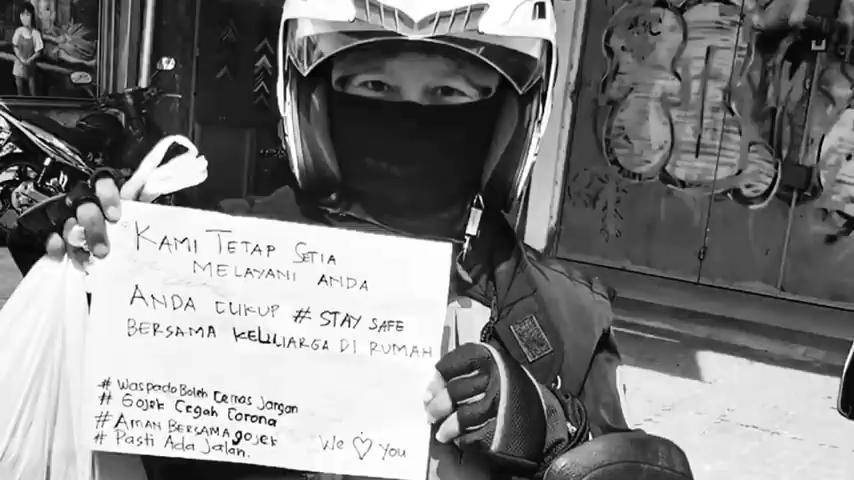 KAMI TETAP SETIA
MELAYANI ANDA
ANDA CUKUP # STAY SAFE
BERSAMA KELUARGA DI RUMAH
# Waspada Boleh Cemas Jangan
# Gojek Cegah Corona
# AMAN BERSAMA gojek
# Pasti Ada Jalan.
We ♡ You